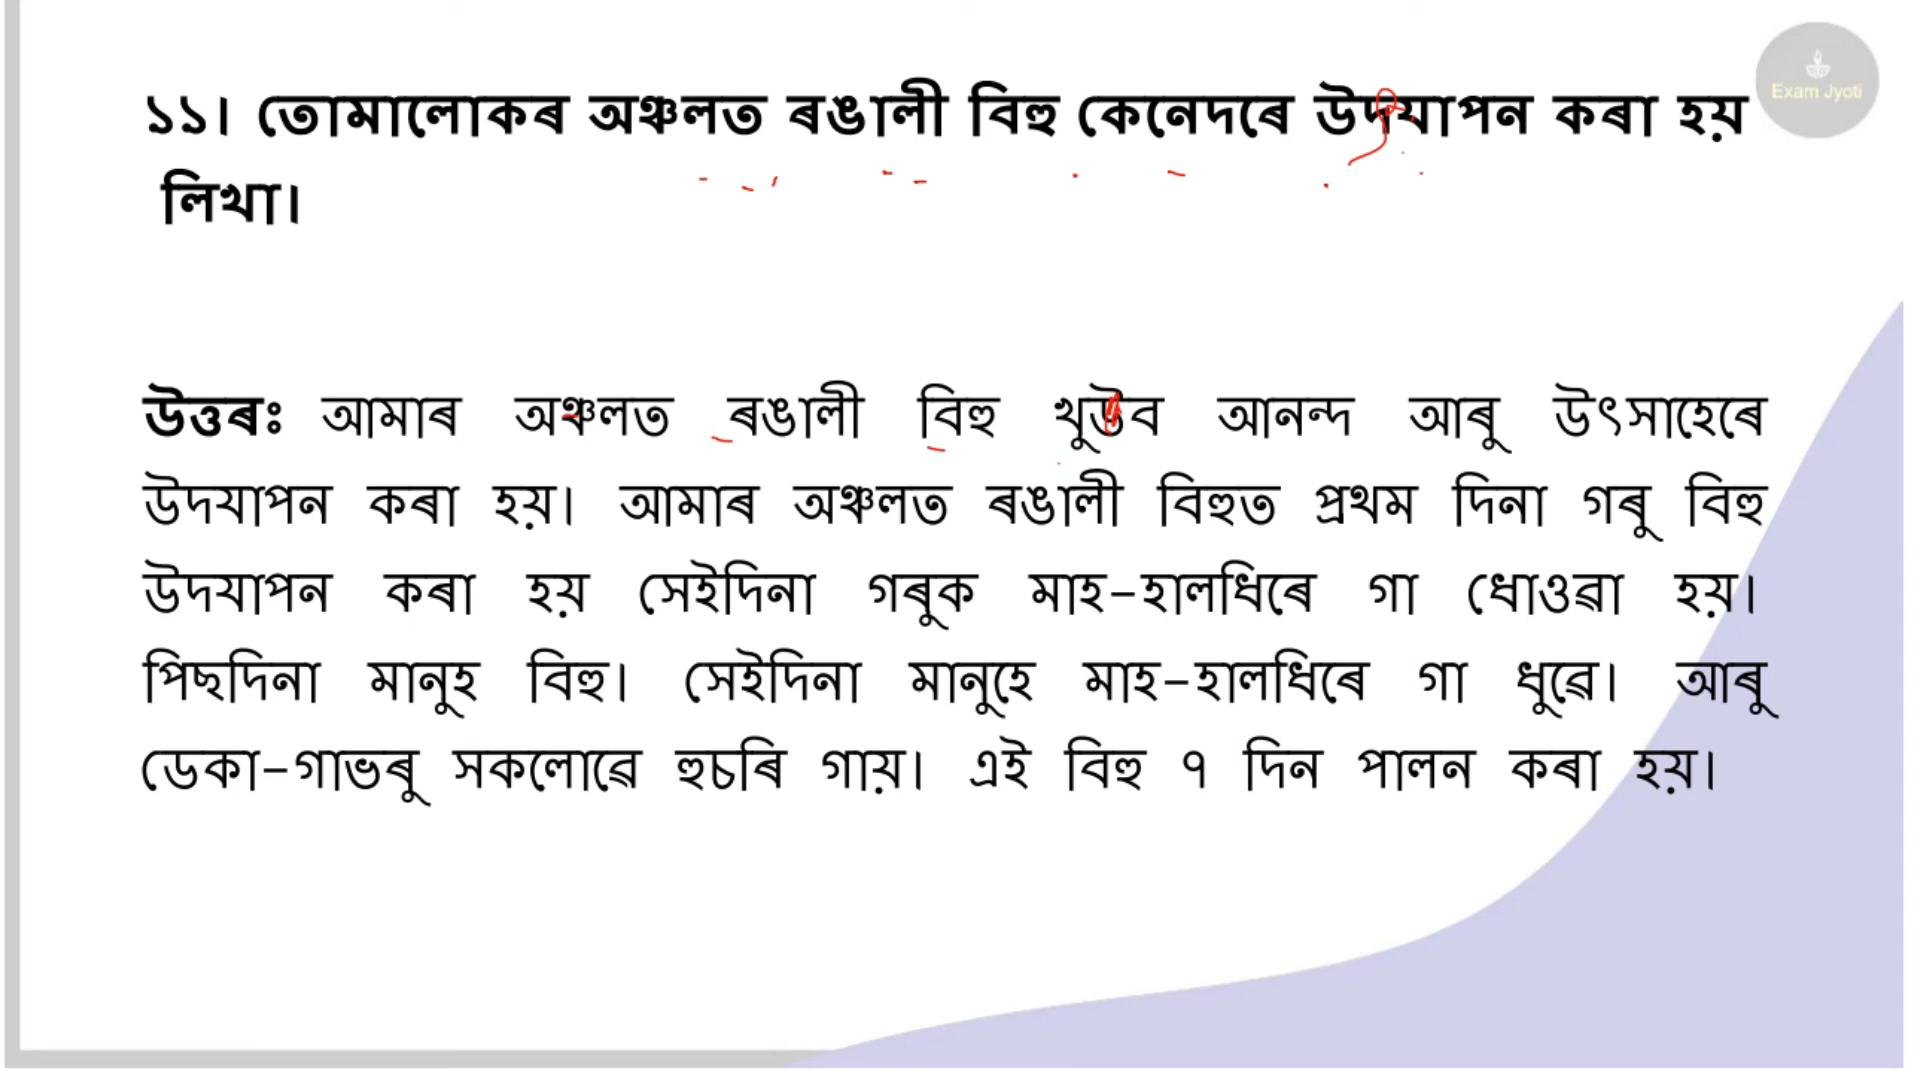 ১১। তোমালোকৰ অঞ্চলত ৰঙালী বিহু কেনেদৰে উদযাপন কৰা হয়
লিখা।
Exam Jyoti
উত্তৰঃ আমাৰ অঞ্চলত ৰঙালী বিহু খুউব আনন্দ আৰু উৎসাহেৰে
উদযাপন কৰা হয়। আমাৰ অঞ্চলত ৰঙালী বিহুত প্ৰথম দিনা গৰু বিহু
উদযাপন কৰা হয় সেইদিনা গৰুক মাহ-হালধিৰে গা ধোওৱা হয়।
পিছদিনা মানুহ বিহু। সেইদিনা মানুহে মাহ-হালধিৰে গা ধুৱে। আৰু
ডেকা-গাভৰু সকলোৱে হুচৰি গায়। এই বিহু ৭ দিন পালন কৰা হয়।